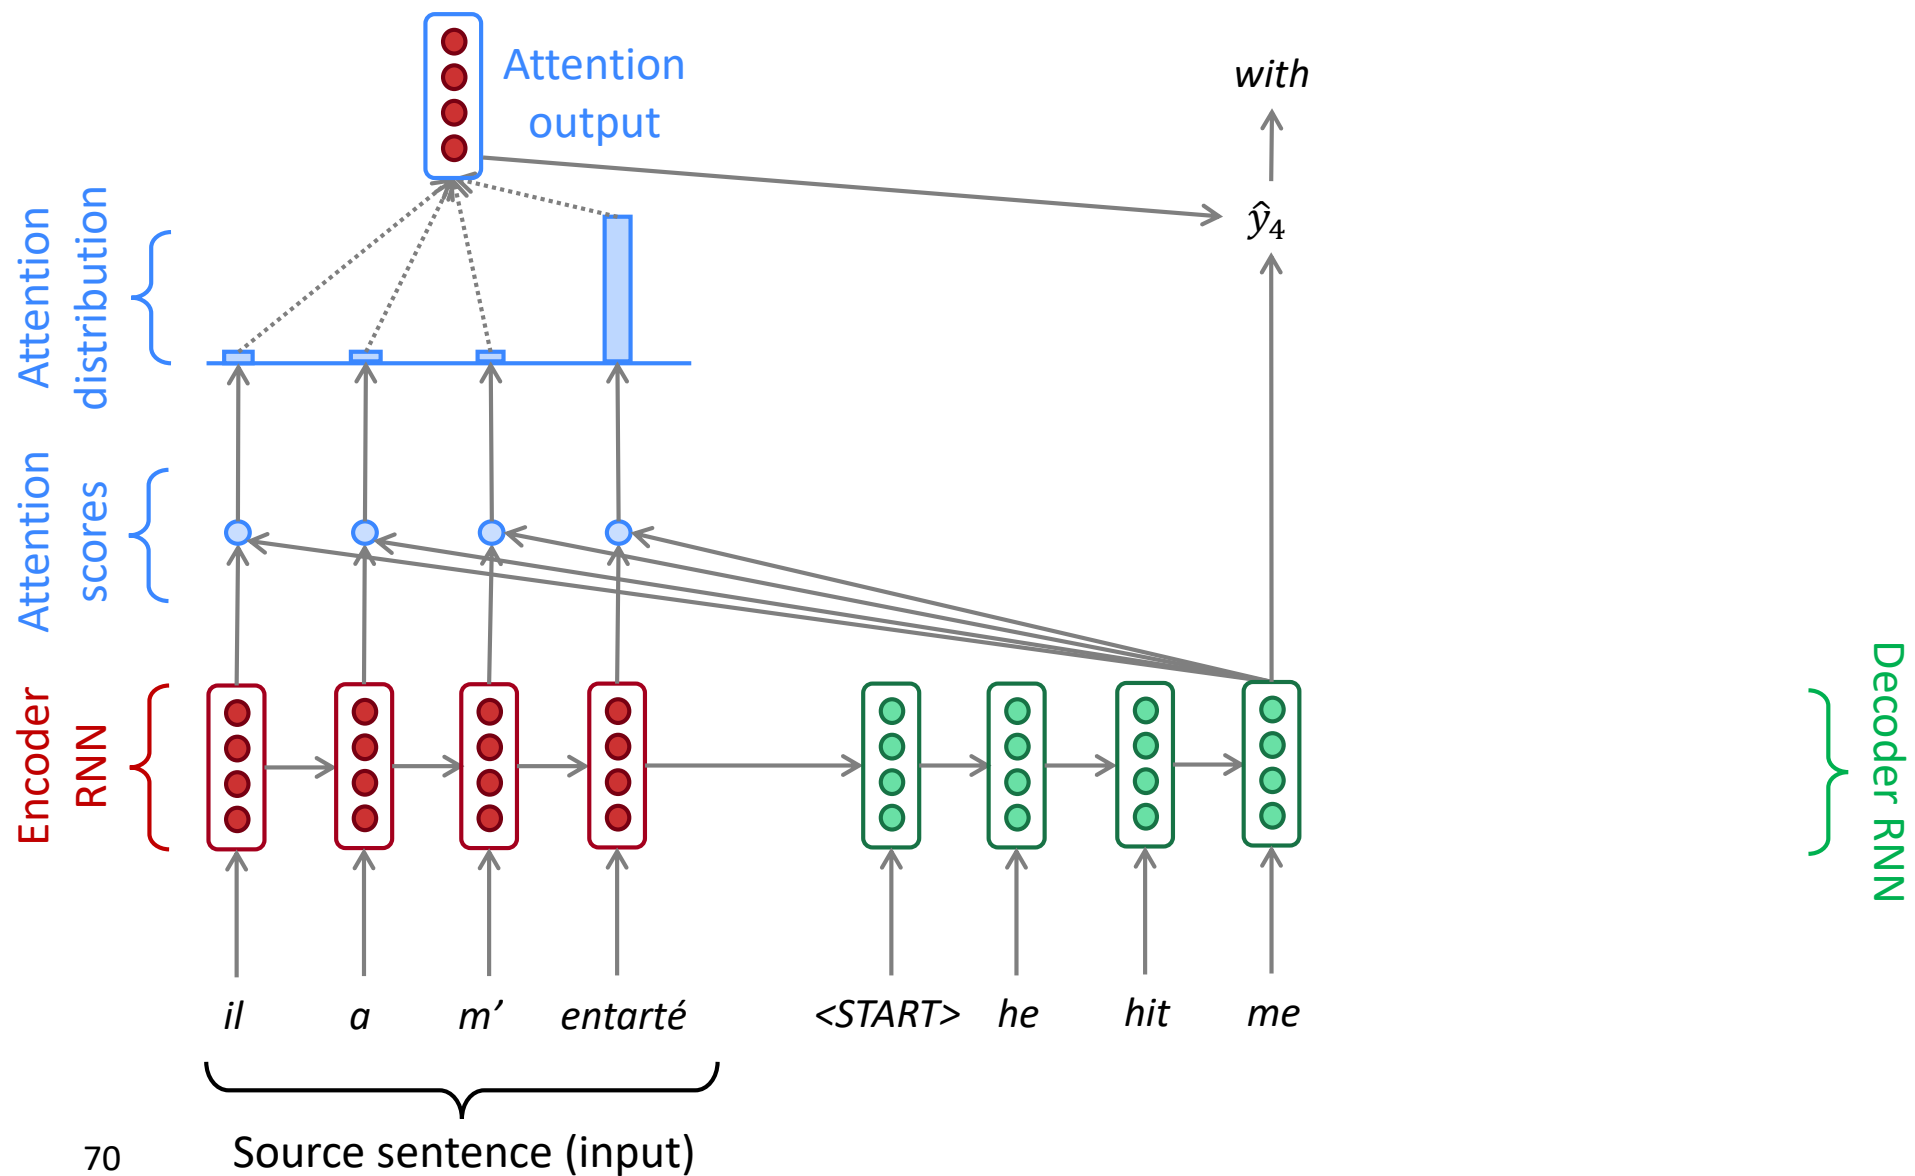 Attention
output
with
Attention
distribution
ŷ₄
Attention
scores
Encoder
RNN
Decoder RNN
il a m’ entarté <START> he hit me
Source sentence (input)
70